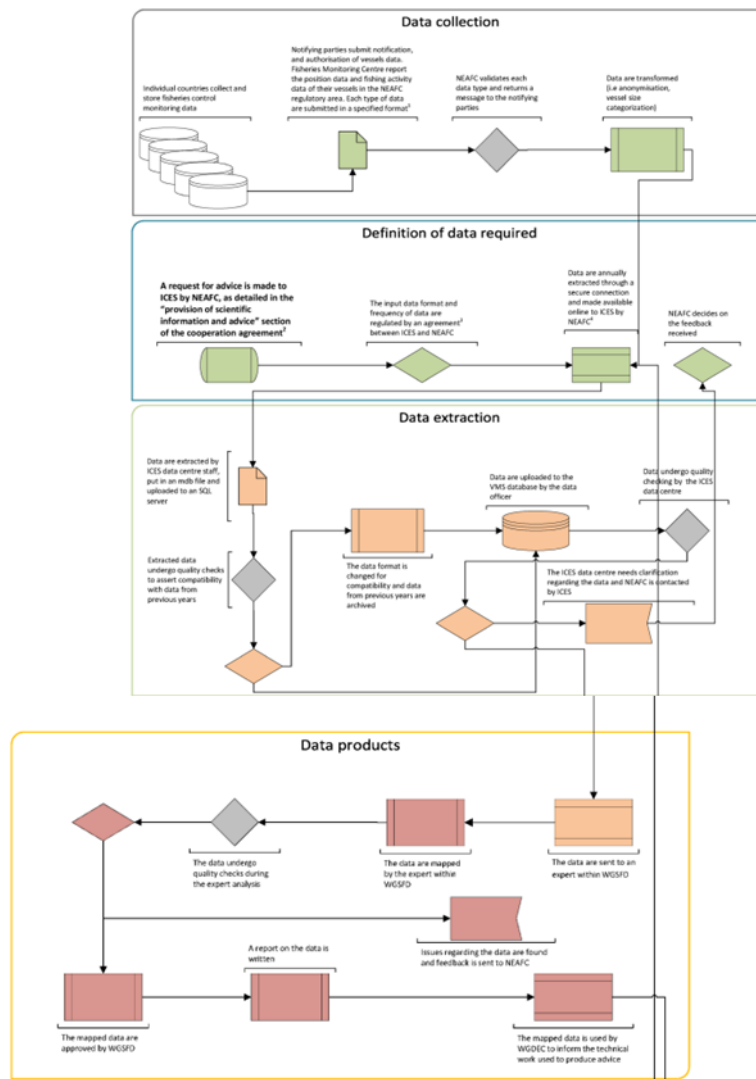 Data collection
Individual countries collect and
store fisheries control
monitoring data
Notifying parties submit notification,
and authorisation of vessels data.
Fisheries Monitoring Centre report
the position data and fishing activity
data of their vessels in the NEAFC
regulatory area. Each type of data
are submitted in a specified format¹
NEAFC validates each
data type and returns a
message to the notifying
parties
Data are transformed
(i.e anonymisation,
vessel size
categorization)
Definition of data required
A request for advice is made to
ICES by NEAFC, as detailed in the
"provision of scientific
information and advice" section
of the cooperation agreement²
The input data format and
frequency of data are
regulated by an agreement³
between ICES and NEAFC
Data are annually
extracted through a
secure connection
and made available
online to ICES by
NEAFC⁴
NEAFC decides on
the feedback
received
Data extraction
Data are extracted by
ICES data centre staff,
put in an mdb file and
uploaded to an SQL
server
Extracted data
undergo quality checks
to assert compatibility
with data from
previous years
The data format is
changed for
compatibility and data
from previous years are
archived
Data are uploaded to the
VMS database by the data
officer
Data undergo quality
checking by the ICES
data centre
The ICES data centre needs clarification
regarding the data and NEAFC is contacted
by ICES
Data products
The data undergo
quality checks during
the expert analysis
The data are mapped
by the expert within
WGSFD
The data are sent to an
expert within WGSFD
Issues regarding the data are found
and feedback is sent to NEAFC
A report on the data is
written
The mapped data are
approved by WGSFD
The mapped data is used by
WGDEC to inform the technical
work used to produce advice